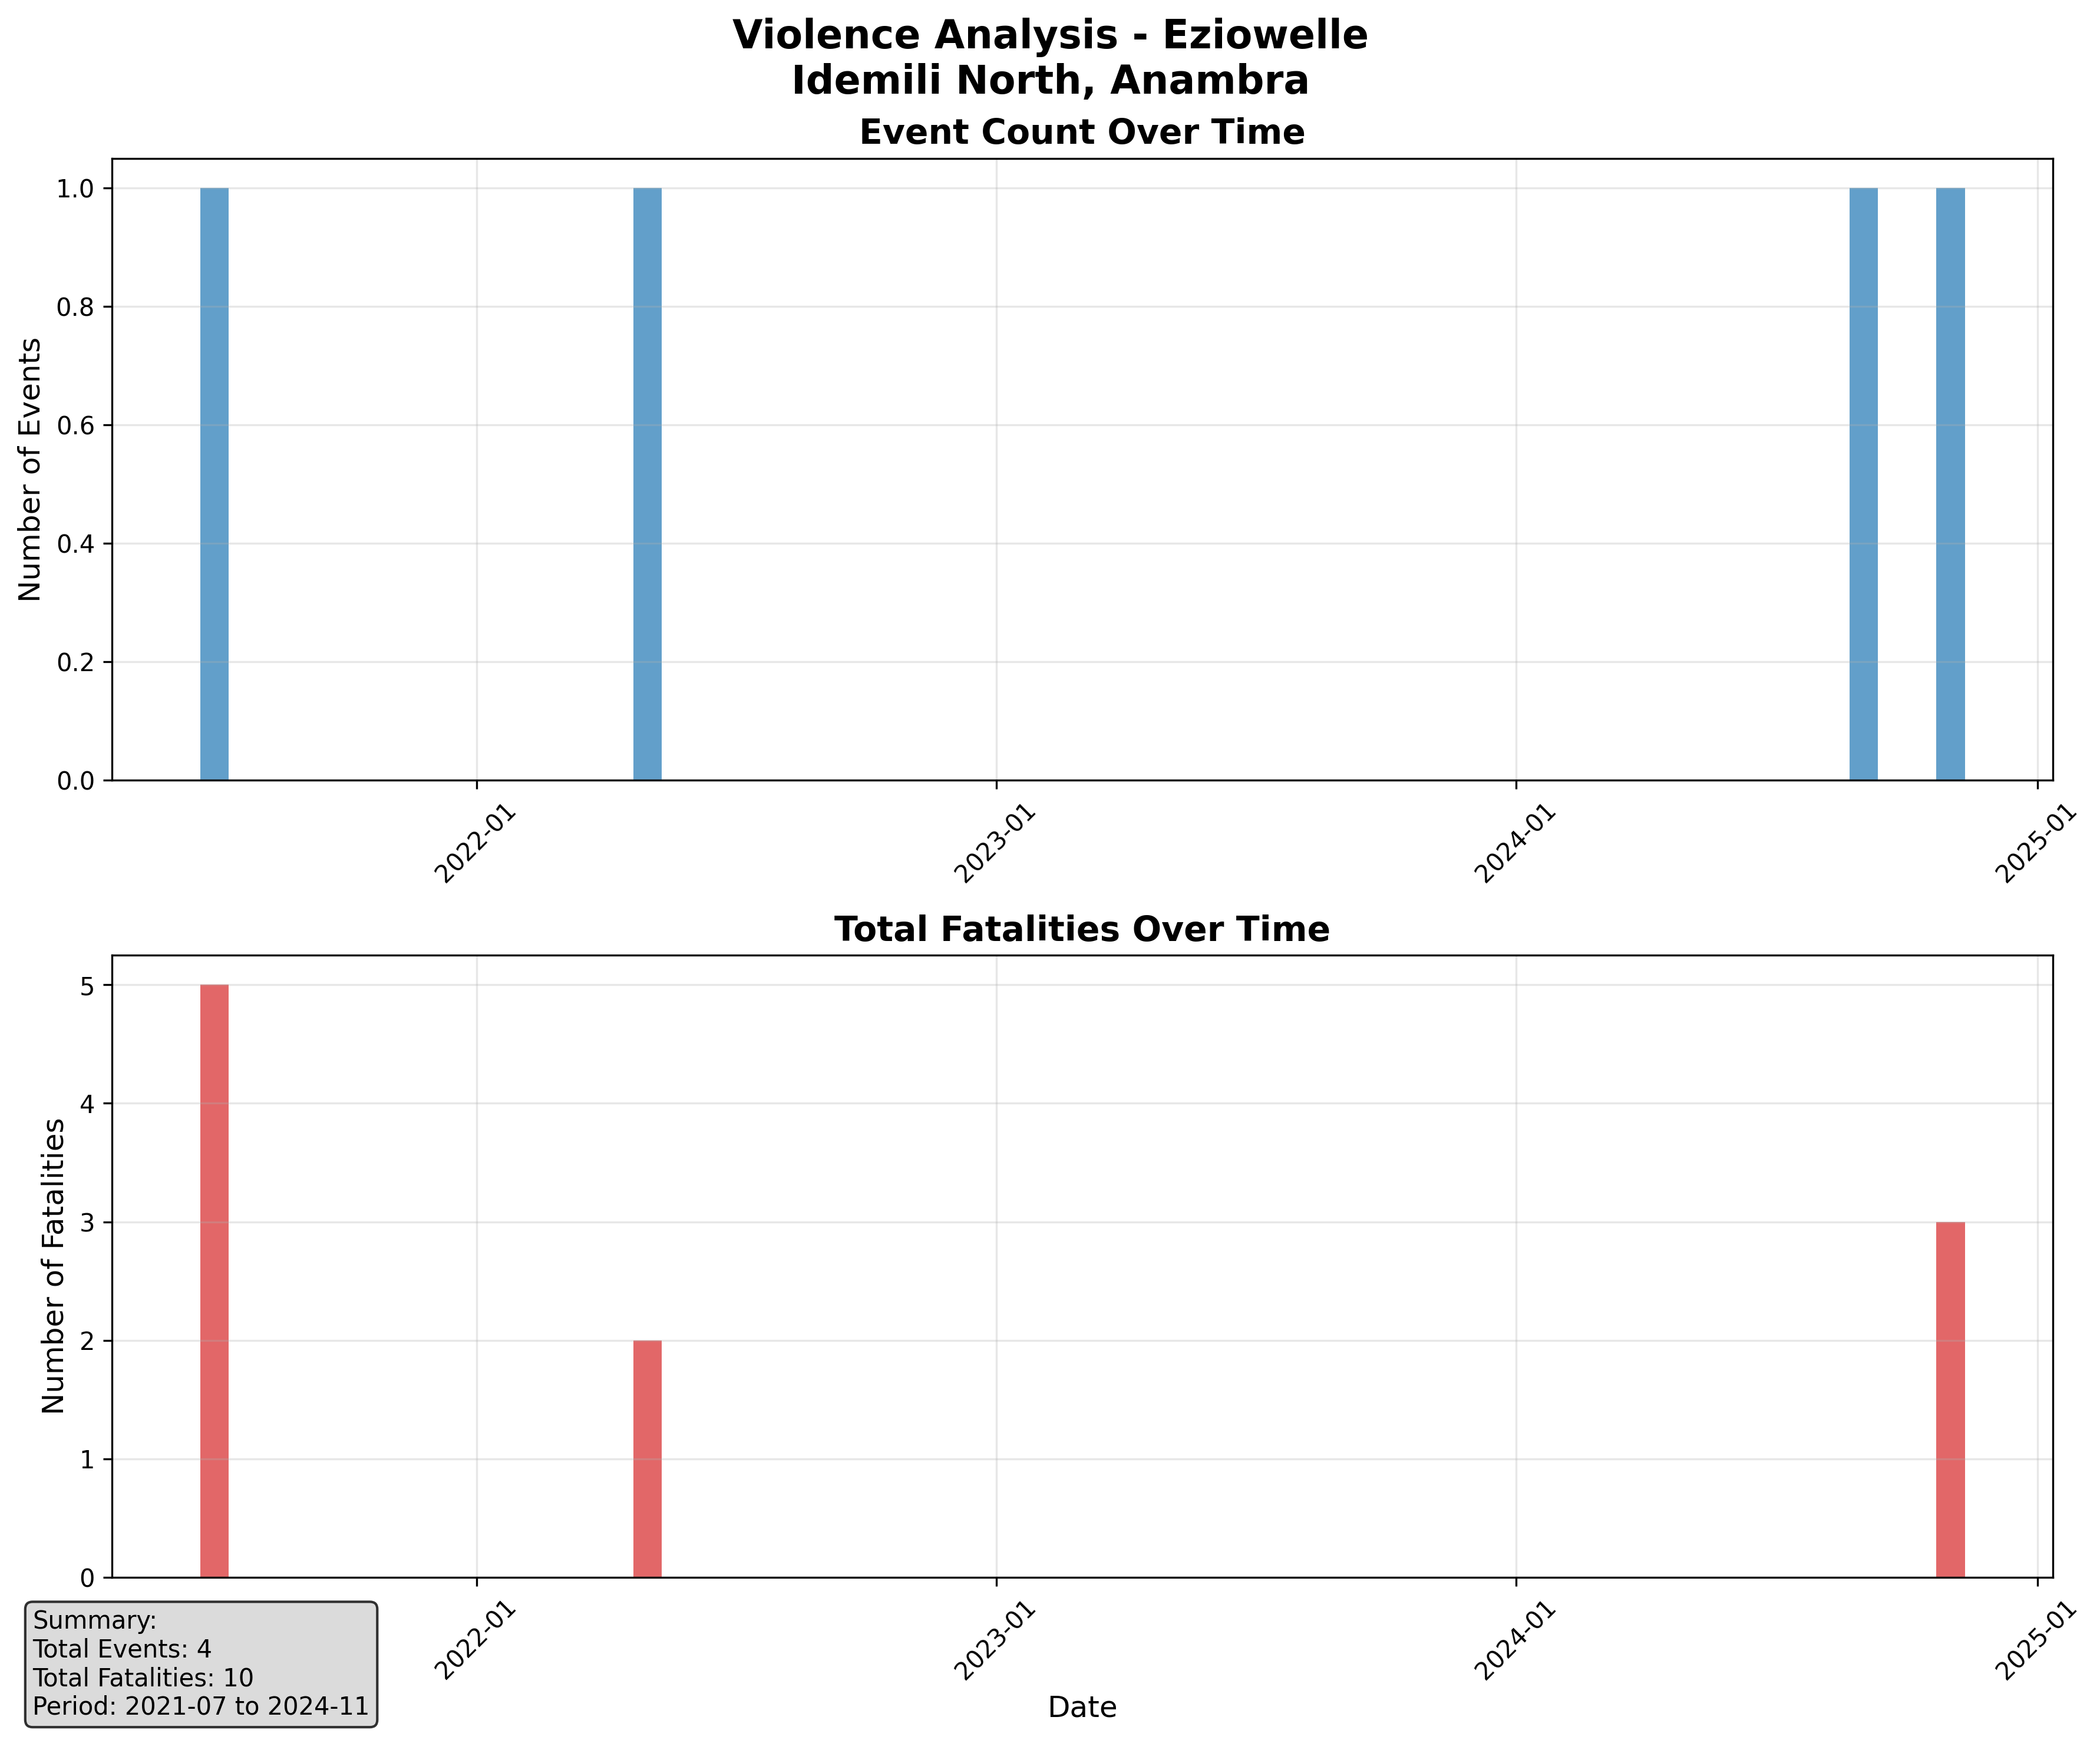 Violence Analysis - Eziowelle
Idemili North, Anambra
Event Count Over Time
Number of Events
1.0
0.8
0.6
0.4
0.2
0.0
2022-01
2023-01
2024-01
2025-01
Total Fatalities Over Time
Number of Fatalities
5
4
3
2
1
0
2022-01
2023-01
2024-01
2025-01
Date
Summary:
Total Events: 4
Total Fatalities: 10
Period: 2021-07 to 2024-11